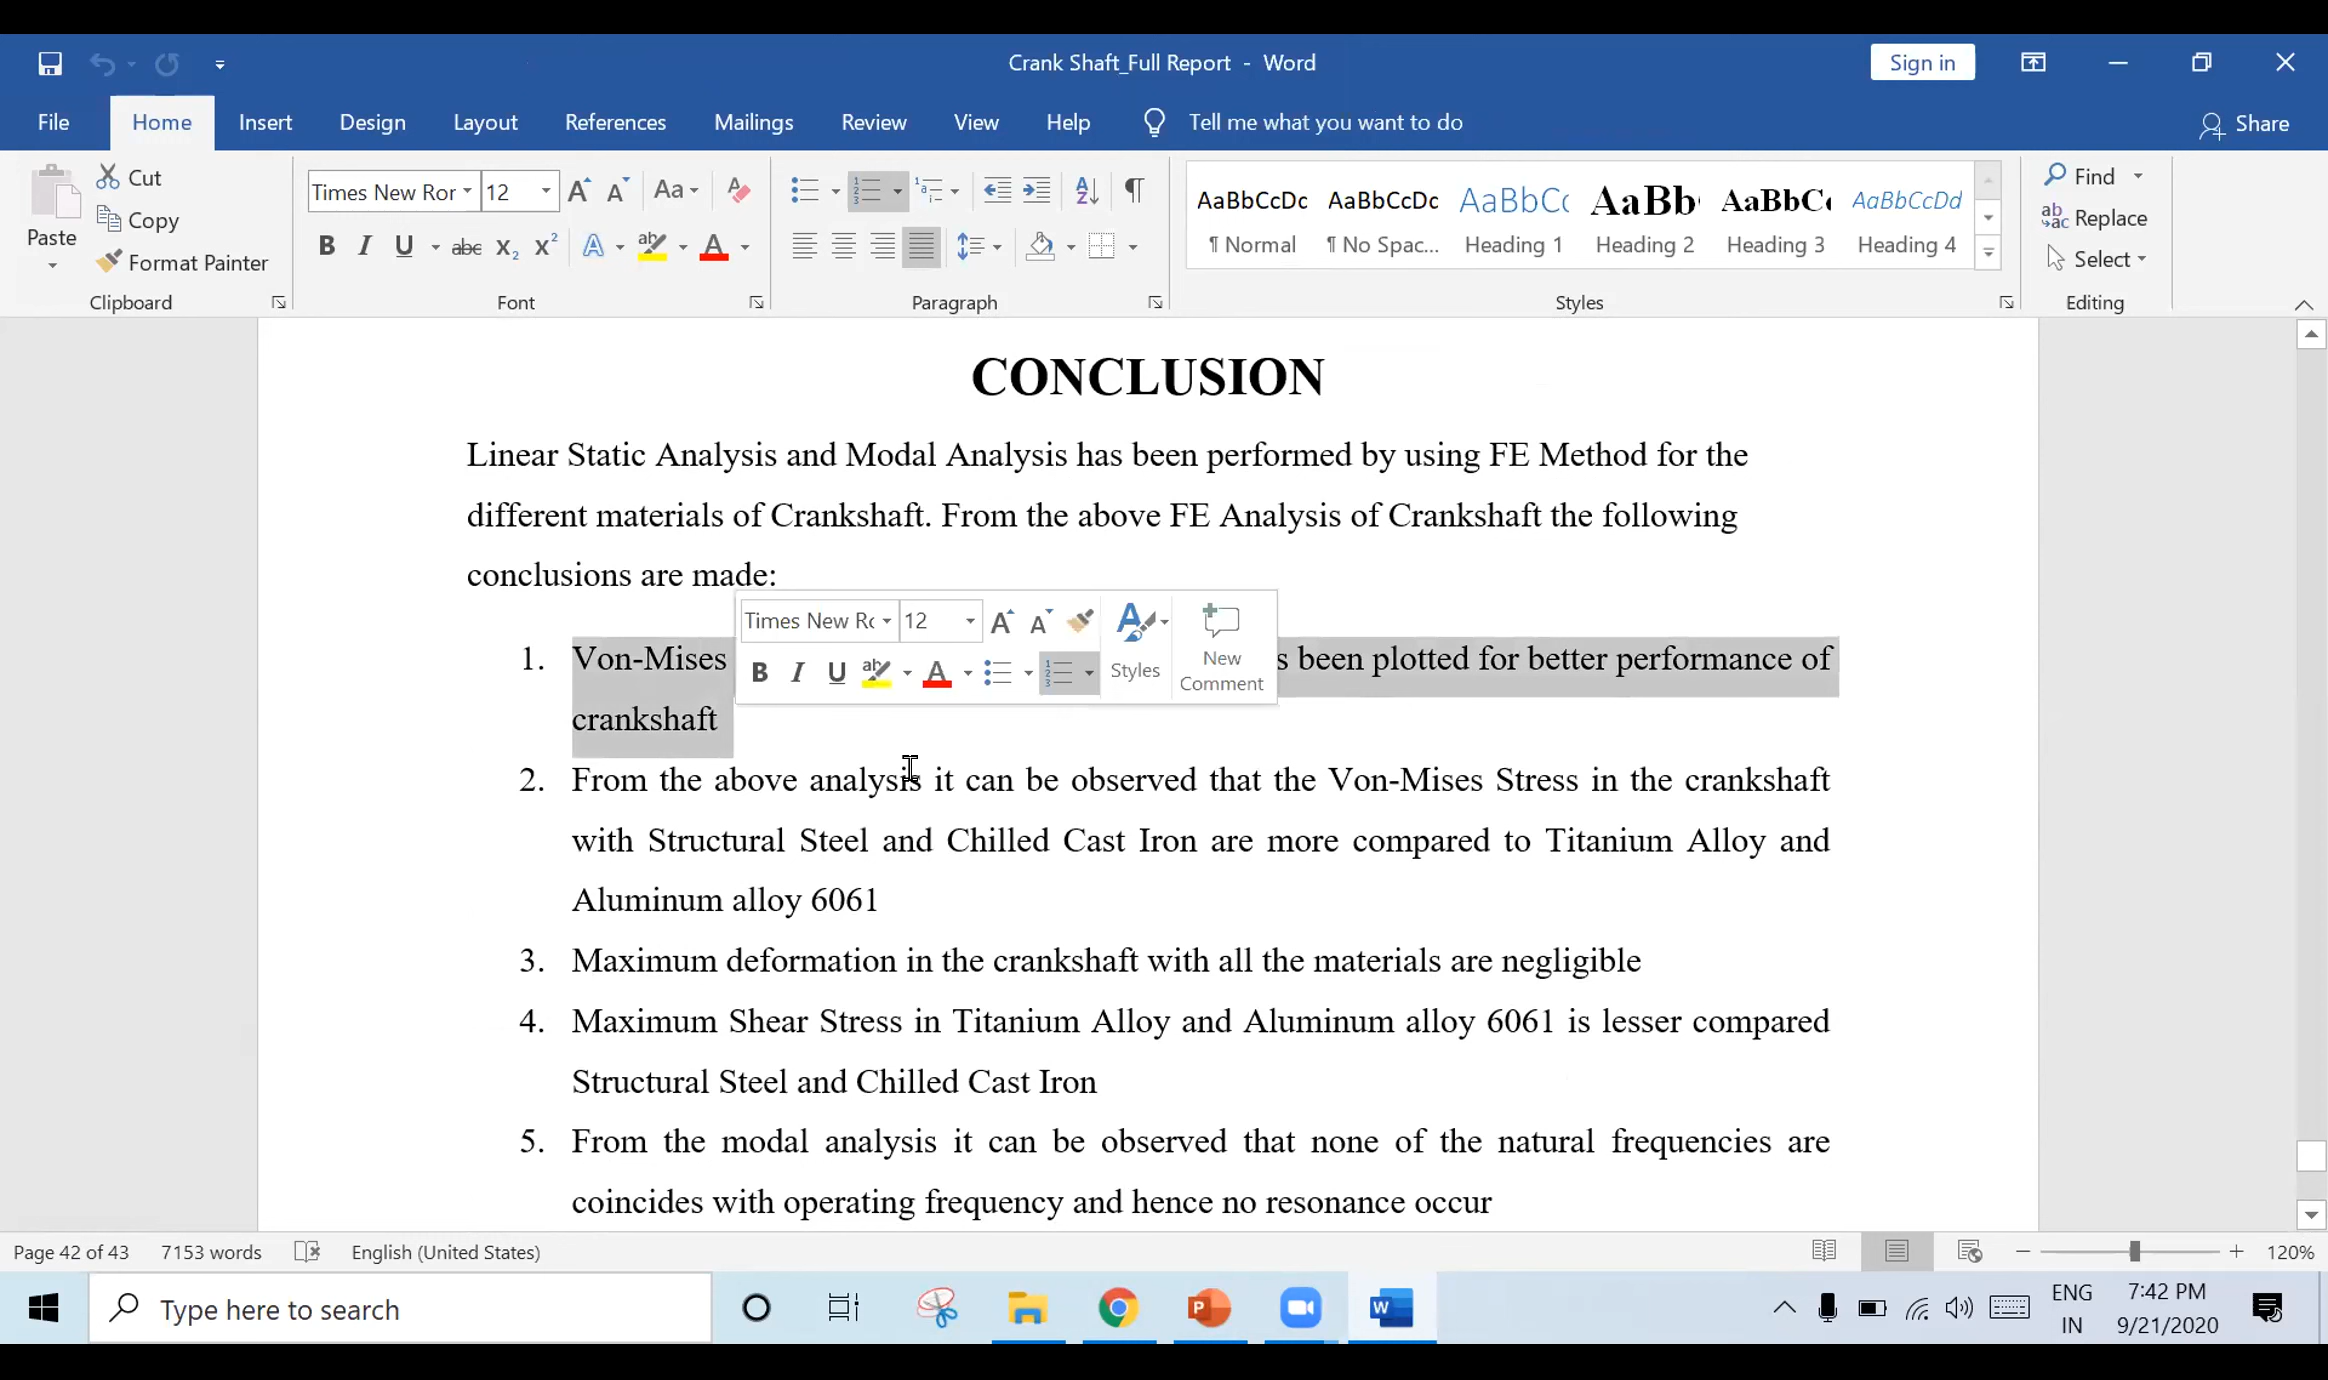 Crank Shaft_Full Report - Word
Sign in
File Home Insert Design Layout References Mailings Review View Help Tell me what you want to do Share
Paste
Cut
Copy
Format Painter
Clipboard
Times New Ror 12
Aa
B I U abc X2 X2
Font
Paragraph
AaBbCcDc AaBbCcDc AaBbCc AaBb AaBbC AaBbCcDd
¶ Normal ¶ No Spac... Heading 1 Heading 2 Heading 3 Heading 4
Styles
Find
Replace
Select
Editing
CONCLUSION
Linear Static Analysis and Modal Analysis has been performed by using FE Method for the
different materials of Crankshaft. From the above FE Analysis of Crankshaft the following
conclusions are made:
Times New Ro 12
B I U
Styles
New
Comment
1. Von-Mises s been plotted for better performance of
crankshaft
2. From the above analysis it can be observed that the Von-Mises Stress in the crankshaft
with Structural Steel and Chilled Cast Iron are more compared to Titanium Alloy and
Aluminum alloy 6061
3. Maximum deformation in the crankshaft with all the materials are negligible
4. Maximum Shear Stress in Titanium Alloy and Aluminum alloy 6061 is lesser compared
Structural Steel and Chilled Cast Iron
5. From the modal analysis it can be observed that none of the natural frequencies are
coincides with operating frequency and hence no resonance occur
Page 42 of 43 7153 words English (United States) 120%
Type here to search
ENG
IN
7:42 PM
9/21/2020